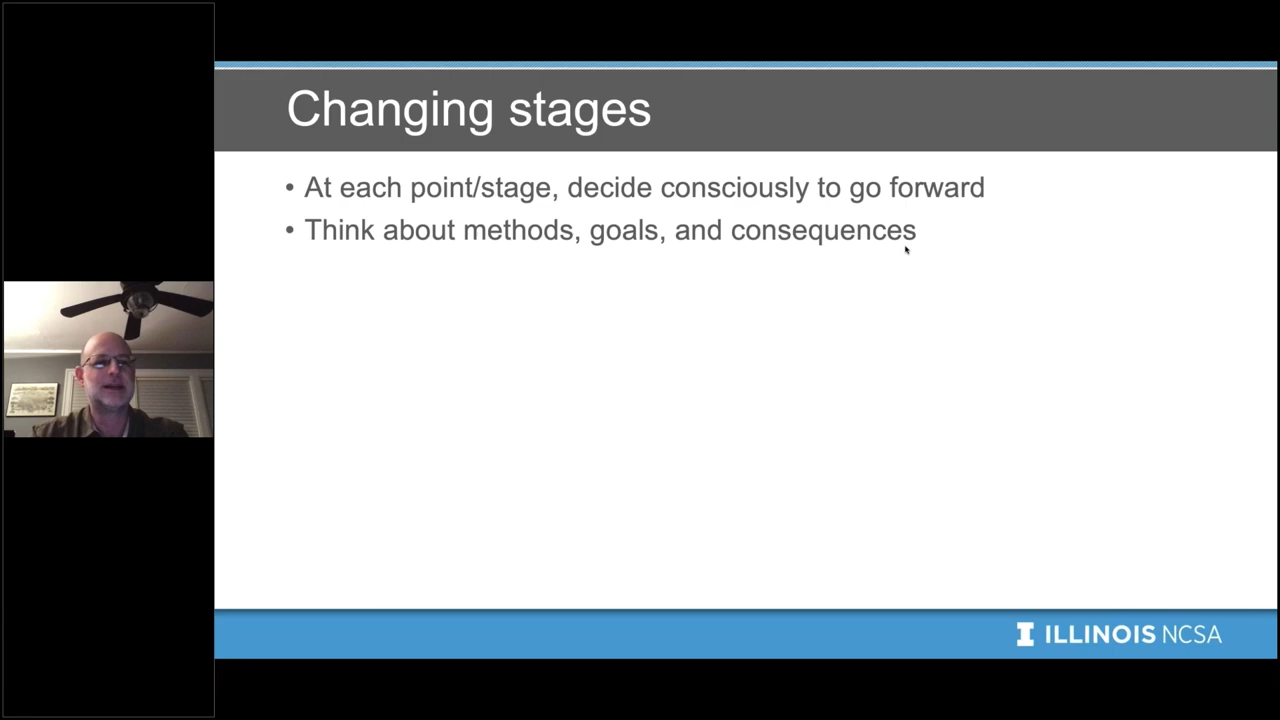 Changing stages
• At each point/stage, decide consciously to go forward
• Think about methods, goals, and consequences
ILLINOIS NCSA